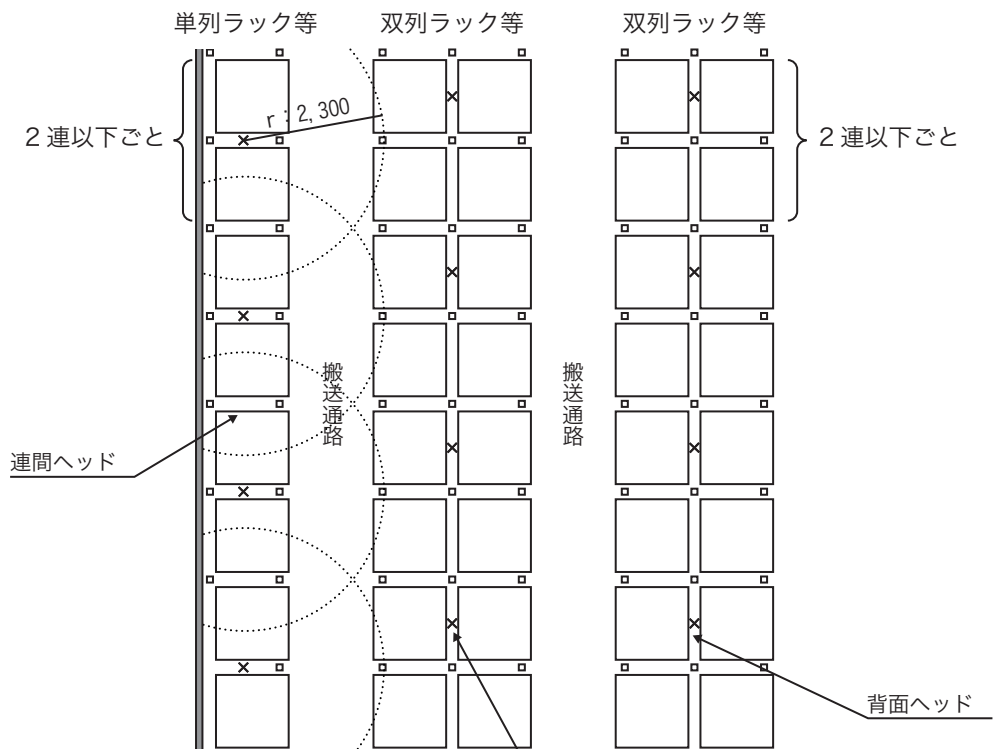 単列ラック等
双列ラック等
双列ラック等
r：2,300
２連以下ごと
２連以下ごと
搬送通路
搬送通路
連間ヘッド
背面ヘッド